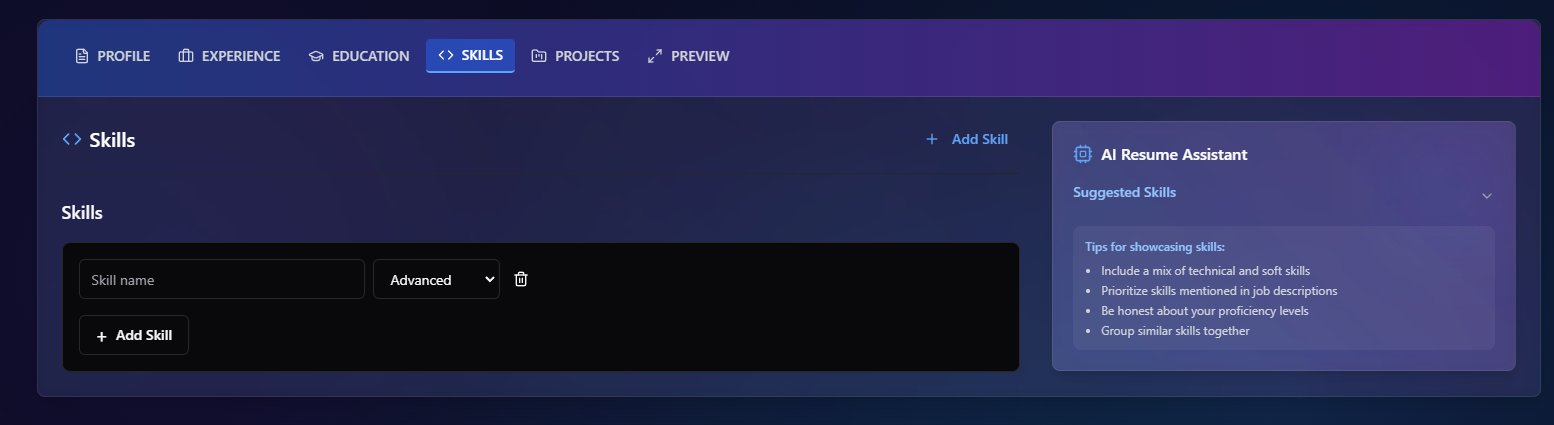 PROFILE EXPERIENCE EDUCATION SKILLS PROJECTS PREVIEW
Skills
Add Skill
Skills
Skill name
Advanced
Add Skill
AI Resume Assistant
Suggested Skills
Tips for showcasing skills:
Include a mix of technical and soft skills
Prioritize skills mentioned in job descriptions
Be honest about your proficiency levels
Group similar skills together